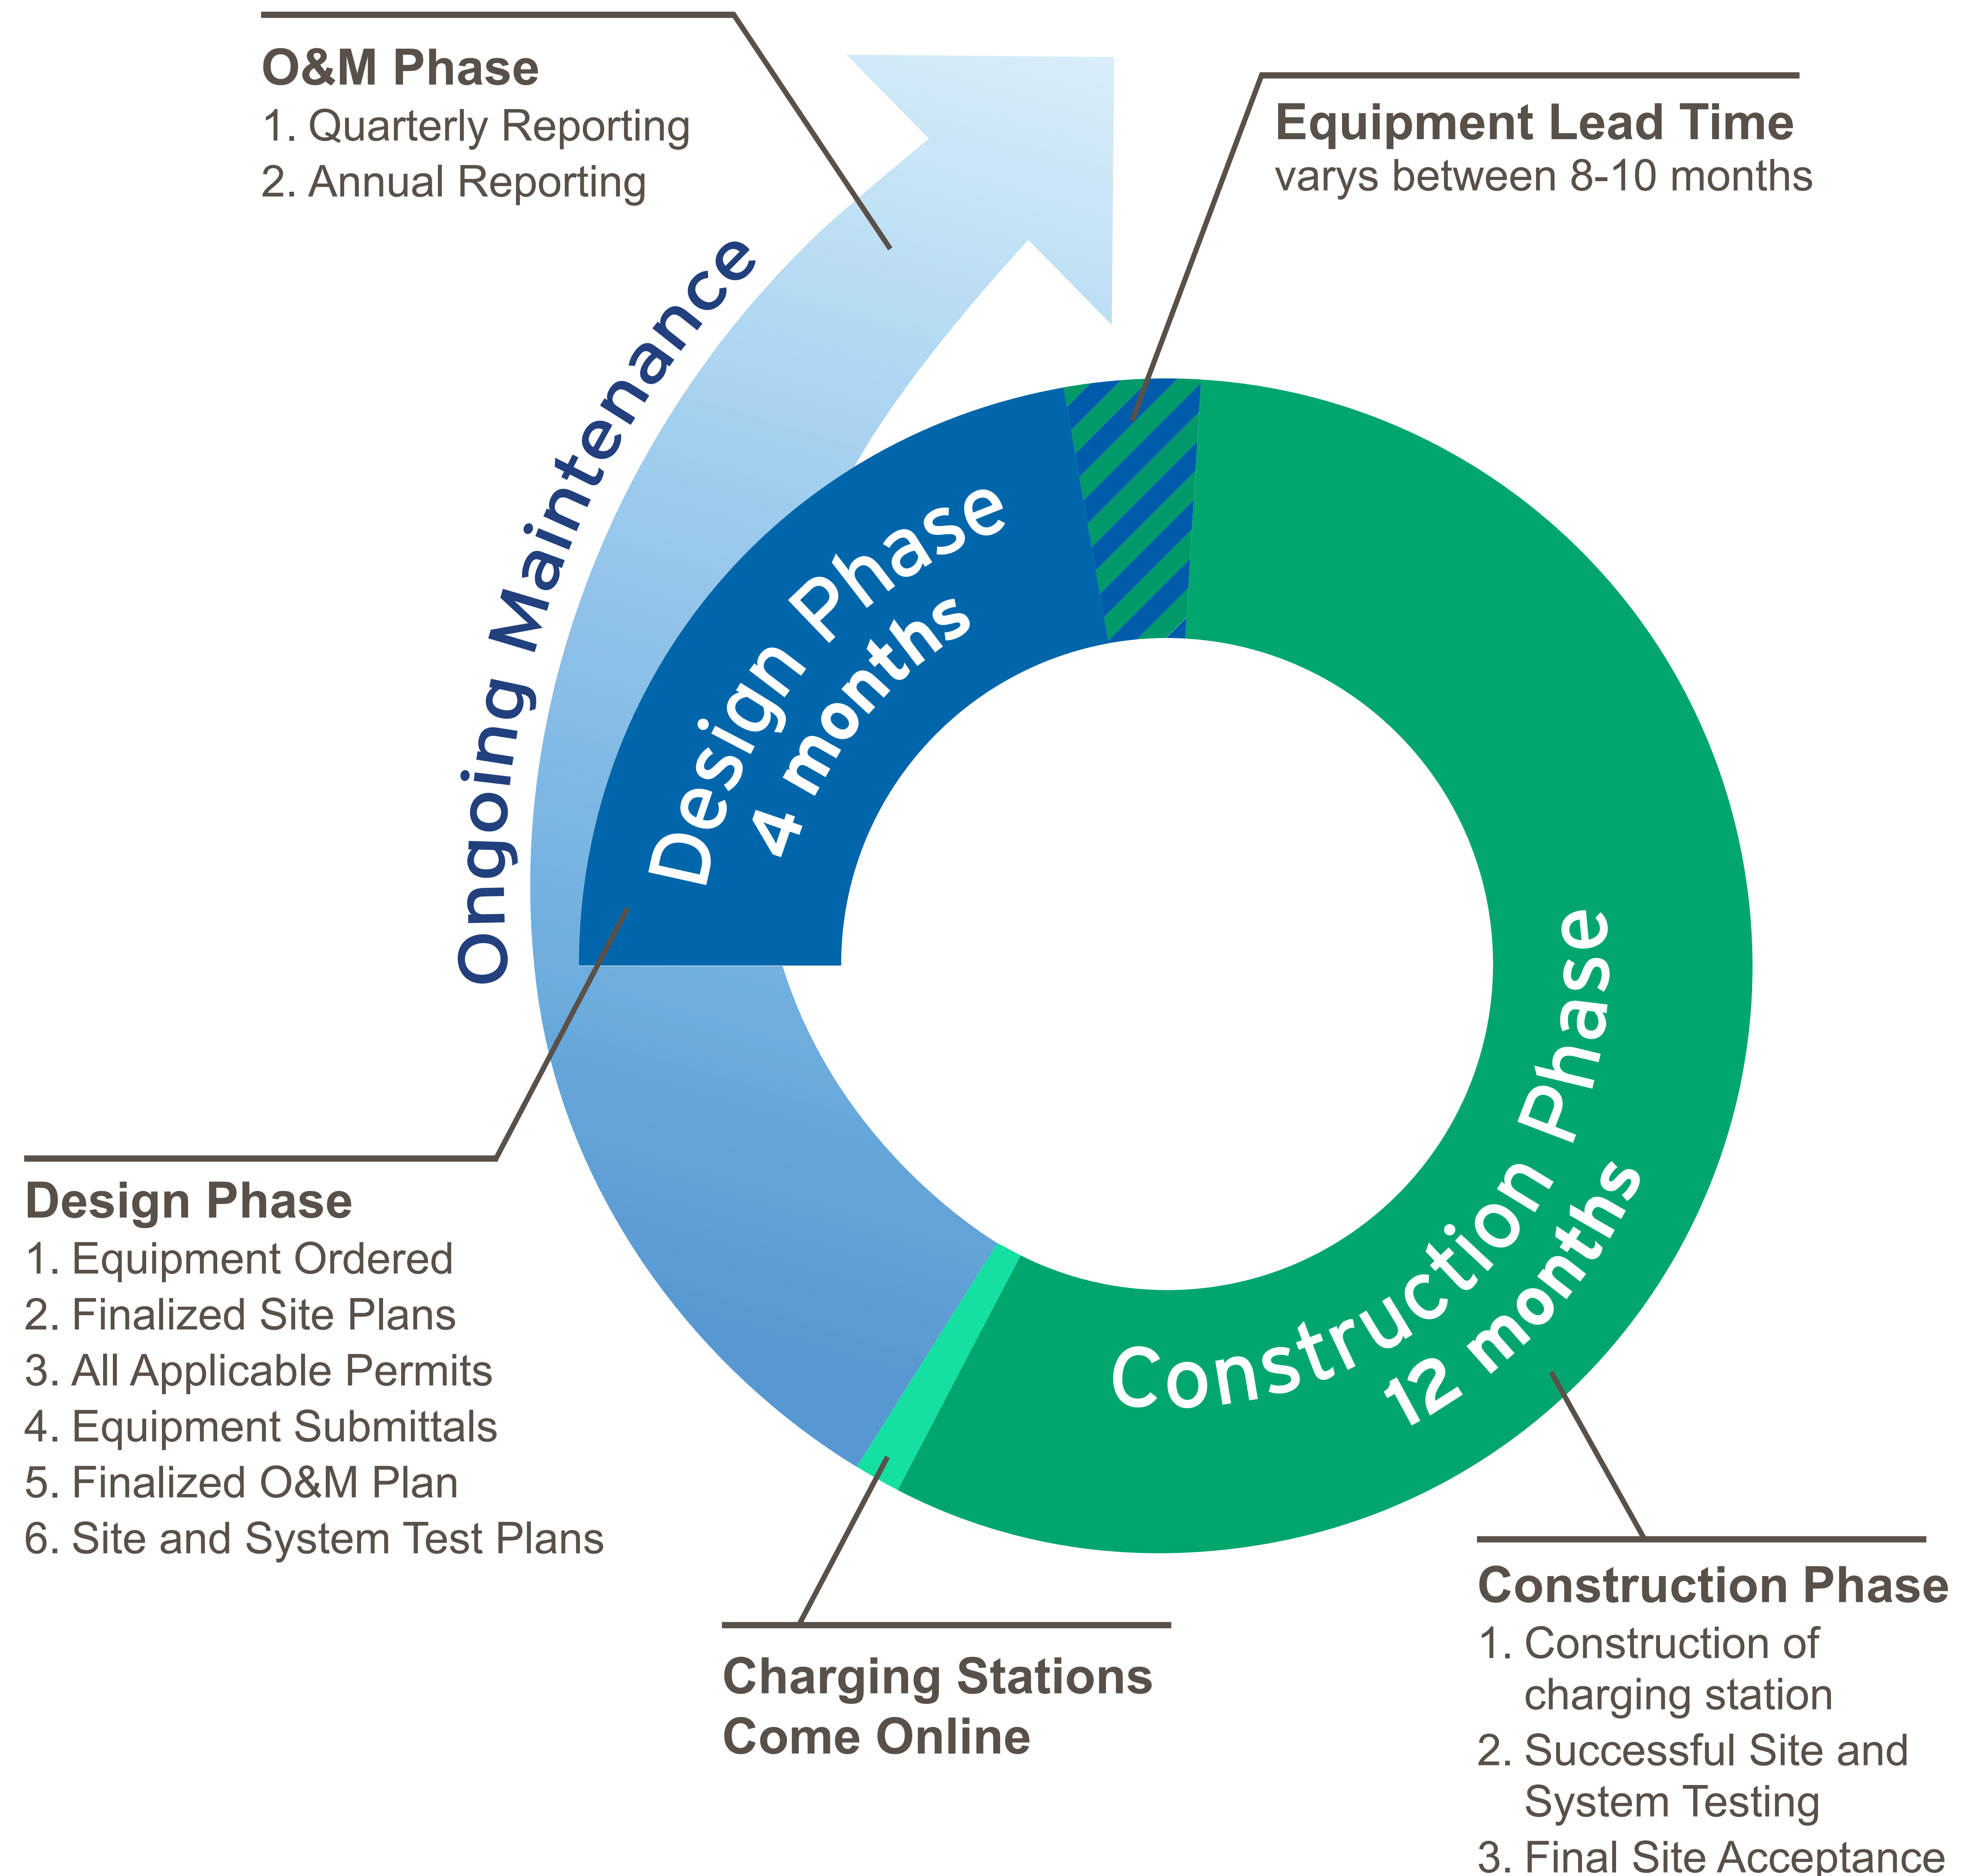 O&M Phase
1. Quarterly Reporting
2. Annual Reporting
Equipment Lead Time
varys between 8-10 months
Ongoing Maintenance
Design Phase
4 months
Construction Phase
12 months
Design Phase
1. Equipment Ordered
2. Finalized Site Plans
3. All Applicable Permits
4. Equipment Submittals
5. Finalized O&M Plan
6. Site and System Test Plans
Charging Stations
Come Online
Construction Phase
1. Construction of
charging station
2. Successful Site and
System Testing
3. Final Site Acceptance